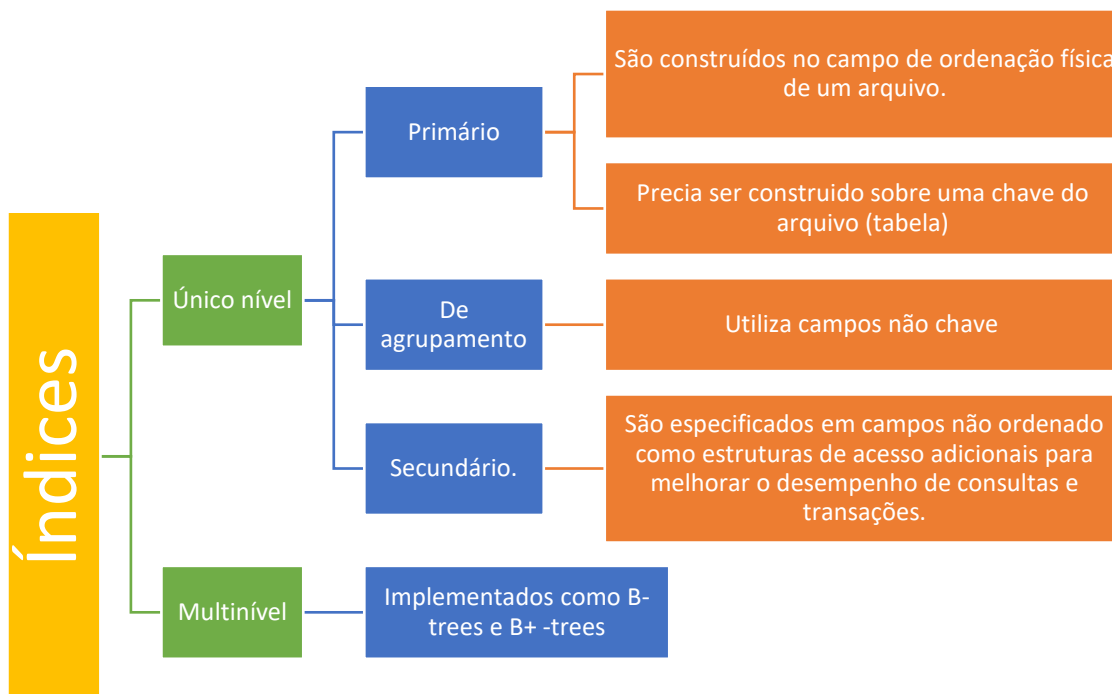 Índices
Único nível
Primário
São construídos no campo de ordenação física
de um arquivo.
Precia ser construido sobre uma chave do
arquivo (tabela)
De
agrupamento
Utiliza campos não chave
Secundário.
São especificados em campos não ordenado
como estruturas de acesso adicionais para
melhorar o desempenho de consultas e
transações.
Multinível
Implementados como B-
trees e B+ -trees